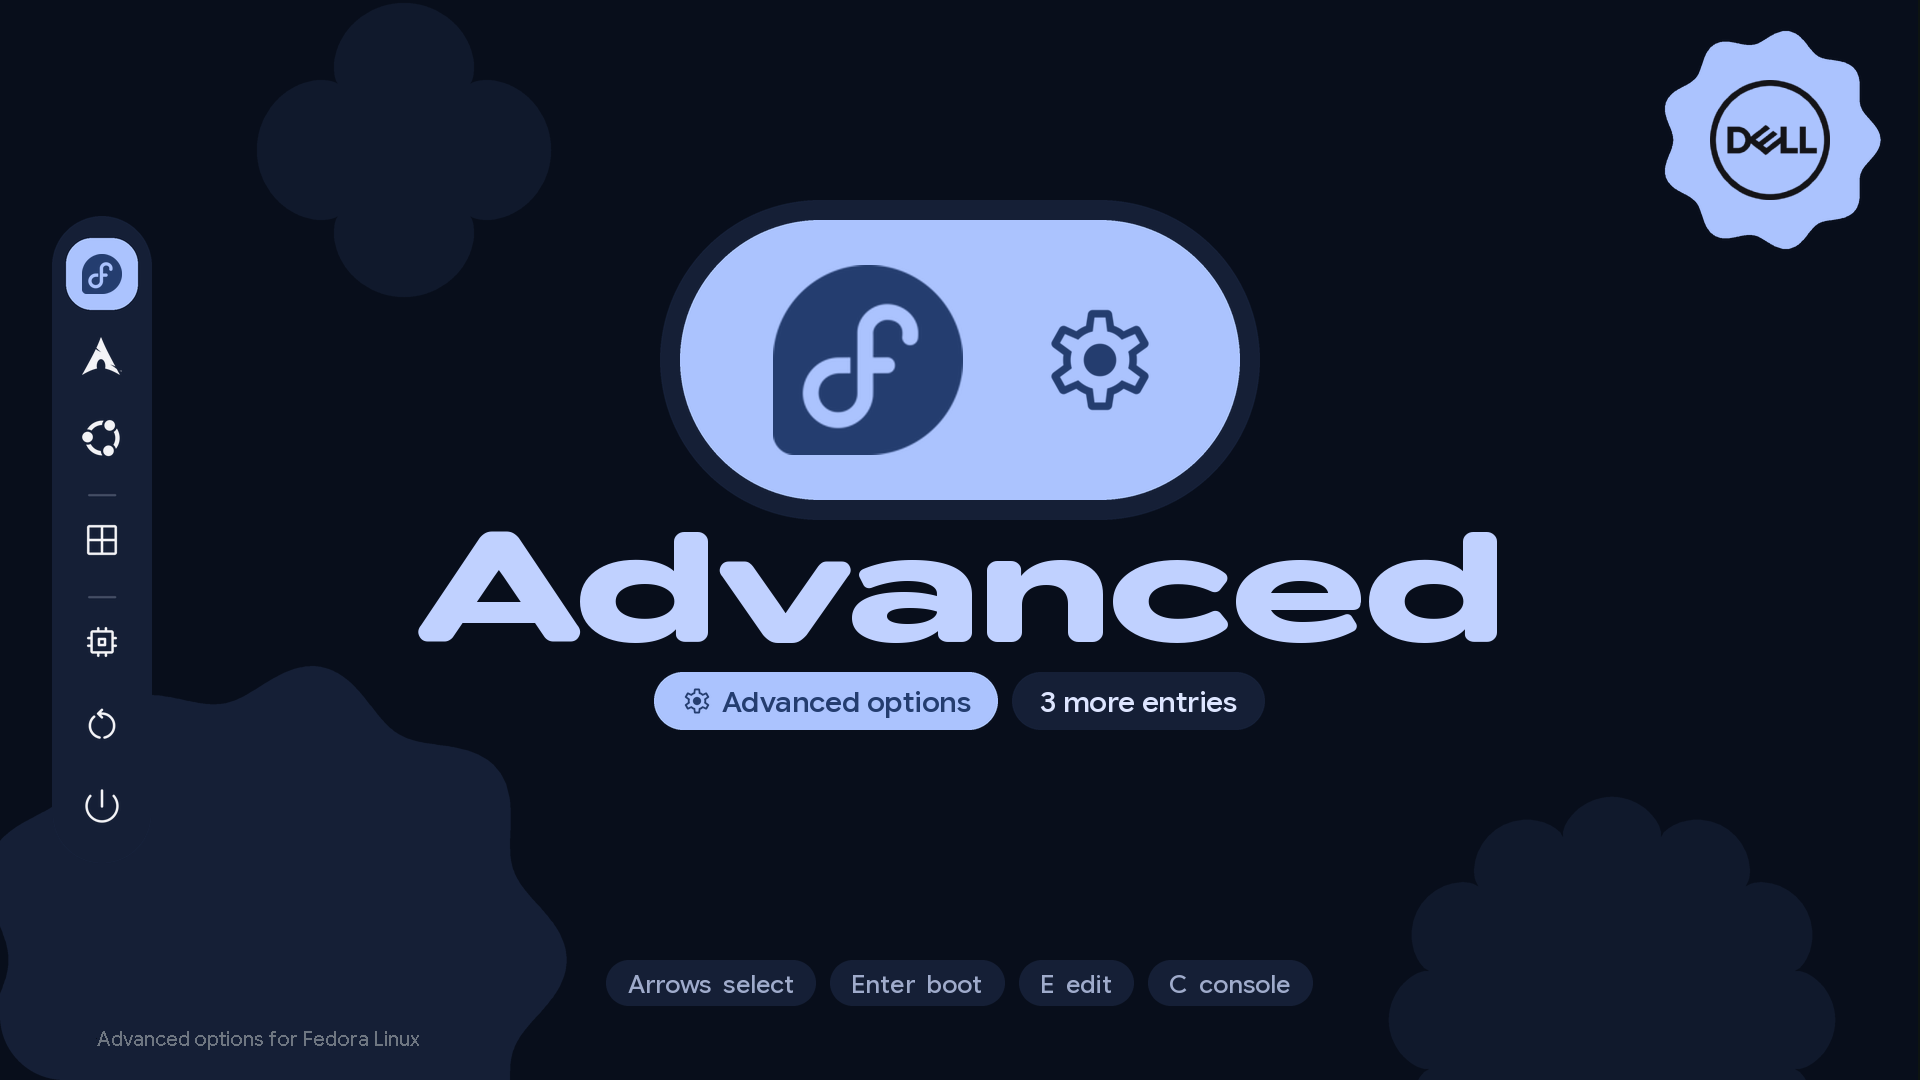 DELL
Advanced
Advanced options
3 more entries
Arrows select
Enter boot
E edit
C console
Advanced options for Fedora Linux